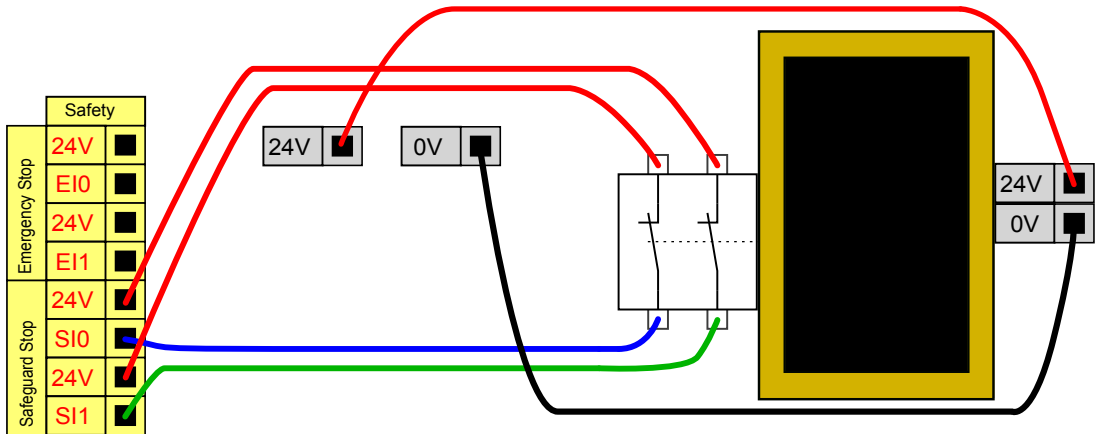 Safety
Emergency Stop
24V
EI0
24V
EI1
Safeguard Stop
24V
SI0
24V
SI1
24V
0V
24V
0V